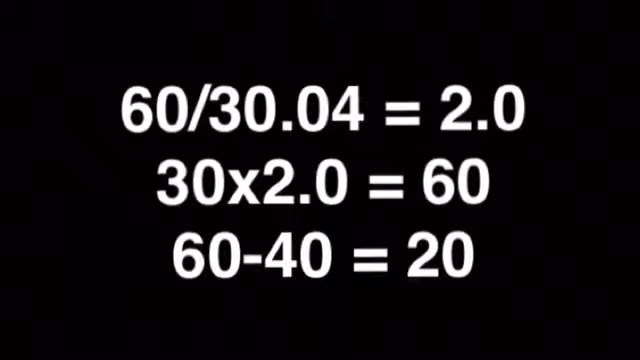 60/30.04 = 2.0
30x2.0 = 60
60-40 = 20